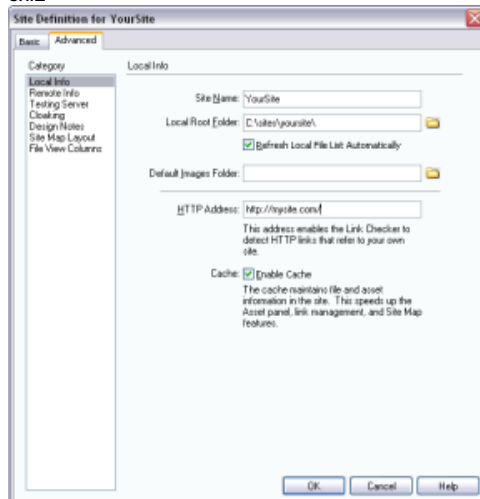 Site Definition for YourSite
Basic Advanced
Category
Local Info
Remote Info
Testing Server
Cloaking
Design Notes
Site Map Layout
File View Columns
Local Info
Site Name: YourSite
Local Root Folder: C:\sites\yoursite\
Refresh Local File List Automatically
Default Images Folder:
HTTP Address: http://mysite.com/
This address enables the Link Checker to
detect HTTP links that refer to your own
site.
Cache: Enable Cache
The cache maintains file and asset
information in the site. This speeds up the
Asset panel, link management, and Site Map
features.
OK Cancel Help